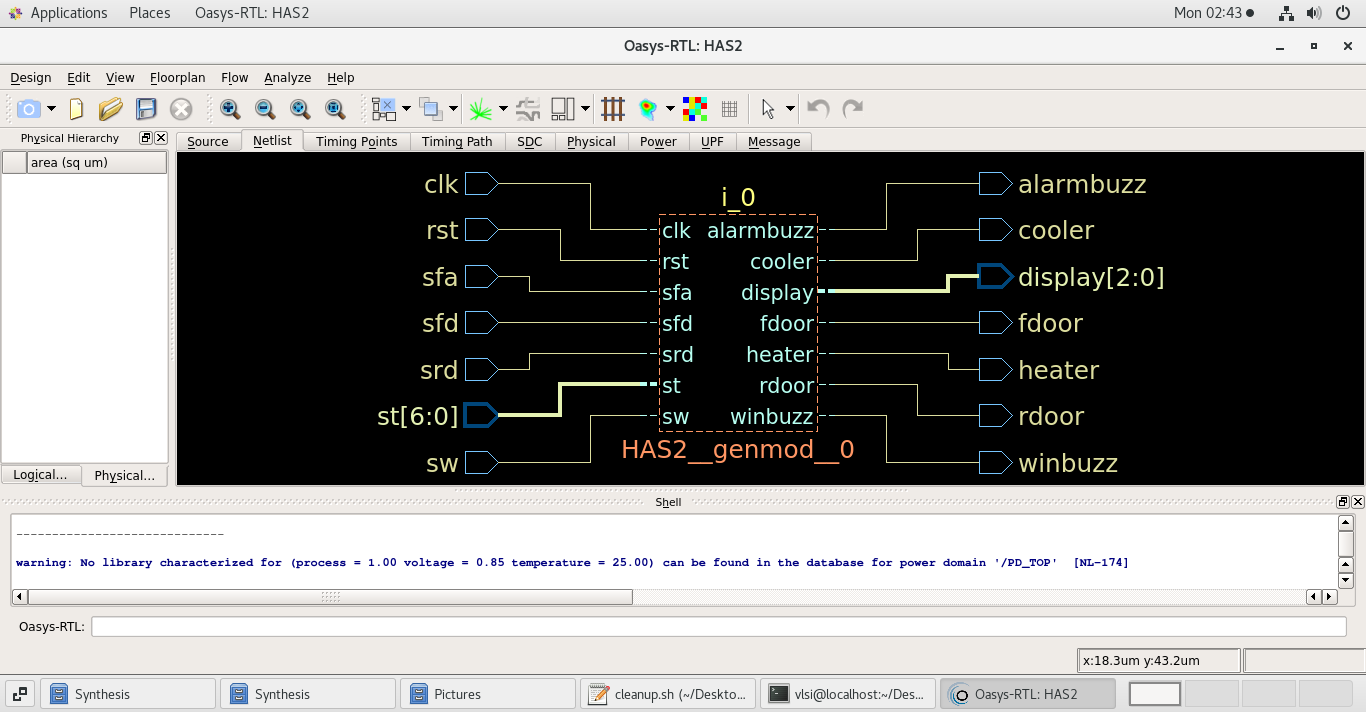 Applications Places Oasys-RTL: HAS2 Mon 02:43
Oasys-RTL: HAS2
Design Edit View Floorplan Flow Analyze Help
Physical Hierarchy
area (sq um)
Logical... Physical...
Source Netlist Timing Points Timing Path SDC Physical Power UPF Message
clk
rst
sfa
sfd
srd
st[6:0]
sw
i_0
clk alarmbuzz
rst cooler
sfa display
sfd fdoor
srd heater
st rdoor
sw winbuzz
HAS2__genmod__0
alarmbuzz
cooler
display[2:0]
fdoor
heater
rdoor
winbuzz
Shell
-----------------------------
warning: No library characterized for (process = 1.00 voltage = 0.85 temperature = 25.00) can be found in the database for power domain '/PD_TOP' [NL-174]
Oasys-RTL:
x:18.3um y:43.2um
Synthesis Synthesis Pictures cleanup.sh (~/Deskto... vlsi@localhost:~/Des... Oasys-RTL: HAS2